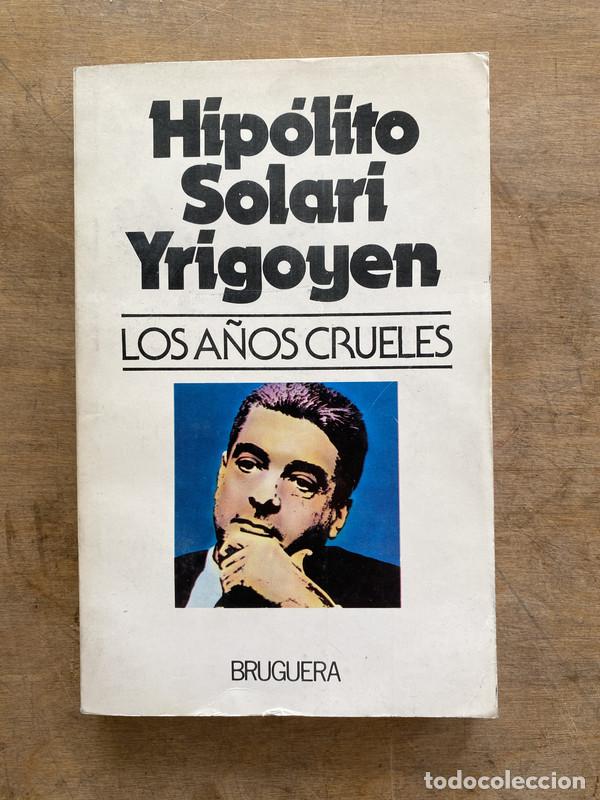 Hipólito
Solari
Yrigoyen
LOS AÑOS CRUELES
BRUGUERA
todocoleccion